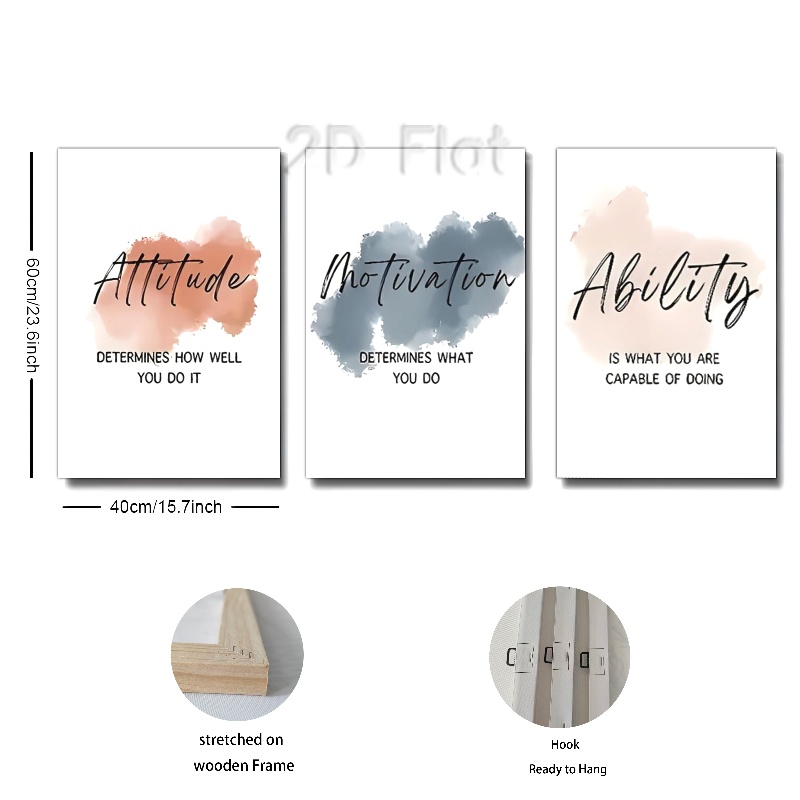 2D Flat
60cm/23.6inch
Attitude
DETERMINES HOW WELL
YOU DO IT
Motivation
DETERMINES WHAT
YOU DO
Ability
IS WHAT YOU ARE
CAPABLE OF DOING
40cm/15.7inch
stretched on
wooden Frame
Hook
Ready to Hang